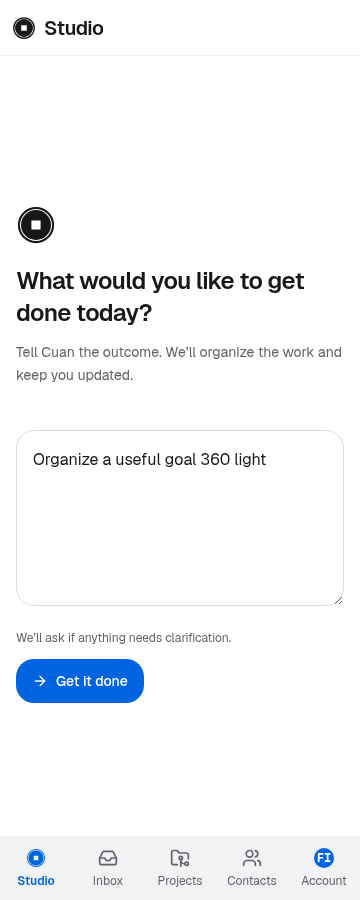 Studio
What would you like to get
done today?
Tell Cuan the outcome. We’ll organize the work and
keep you updated.
Organize a useful goal 360 light
We’ll ask if anything needs clarification.
Get it done
Studio
Inbox
Projects
Contacts
FI
Account